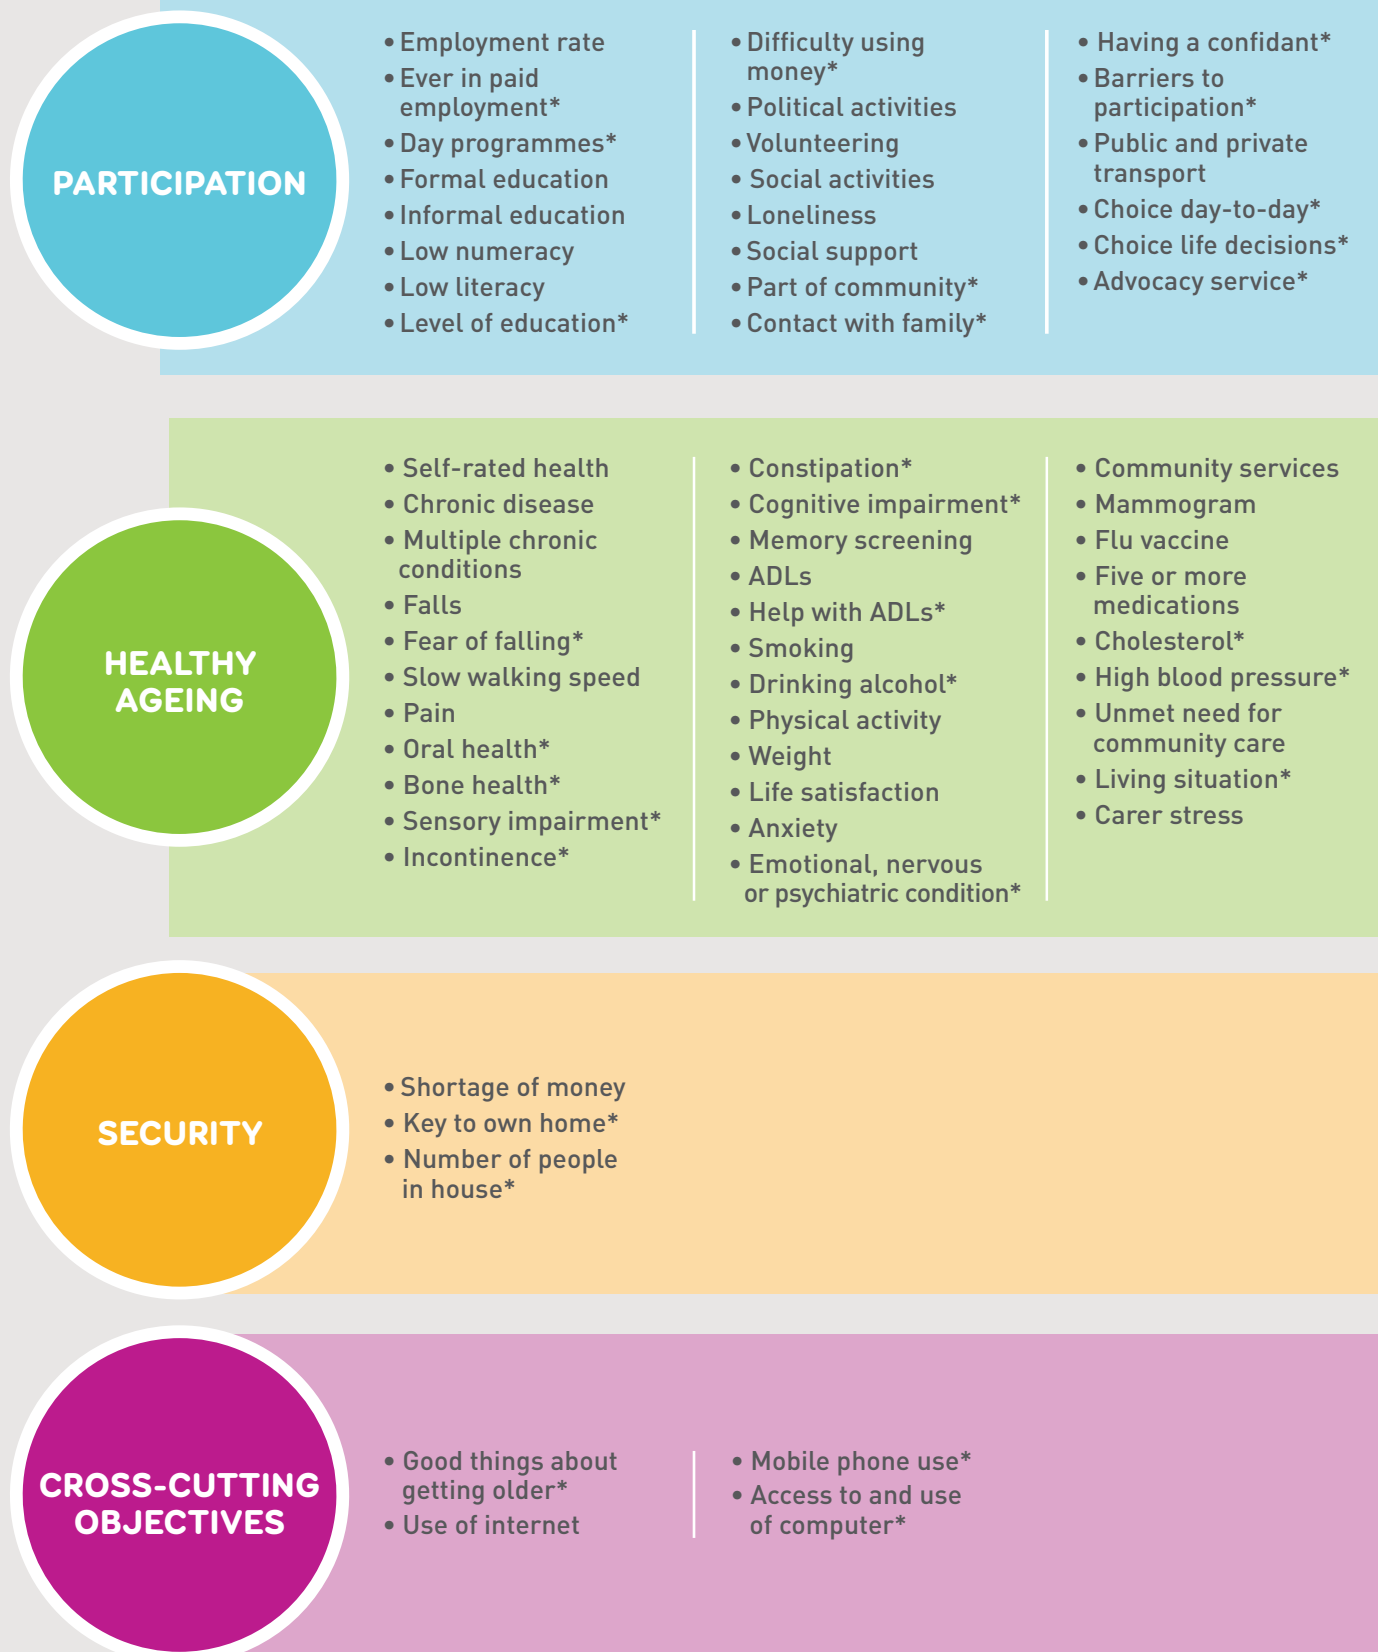 PARTICIPATION
• Employment rate
• Ever in paid
employment*
• Day programmes*
• Formal education
• Informal education
• Low numeracy
• Low literacy
• Level of education*
• Difficulty using
money*
• Political activities
• Volunteering
• Social activities
• Loneliness
• Social support
• Part of community*
• Contact with family*
• Having a confidant*
• Barriers to
participation*
• Public and private
transport
• Choice day-to-day*
• Choice life decisions*
• Advocacy service*
HEALTHY
AGEING
• Self-rated health
• Chronic disease
• Multiple chronic
conditions
• Falls
• Fear of falling*
• Slow walking speed
• Pain
• Oral health*
• Bone health*
• Sensory impairment*
• Incontinence*
• Constipation*
• Cognitive impairment*
• Memory screening
• ADLs
• Help with ADLs*
• Smoking
• Drinking alcohol*
• Physical activity
• Weight
• Life satisfaction
• Anxiety
• Emotional, nervous
or psychiatric condition*
• Community services
• Mammogram
• Flu vaccine
• Five or more
medications
• Cholesterol*
• High blood pressure*
• Unmet need for
community care
• Living situation*
• Carer stress
SECURITY
• Shortage of money
• Key to own home*
• Number of people
in house*
CROSS-CUTTING
OBJECTIVES
• Good things about
getting older*
• Use of internet
• Mobile phone use*
• Access to and use
of computer*